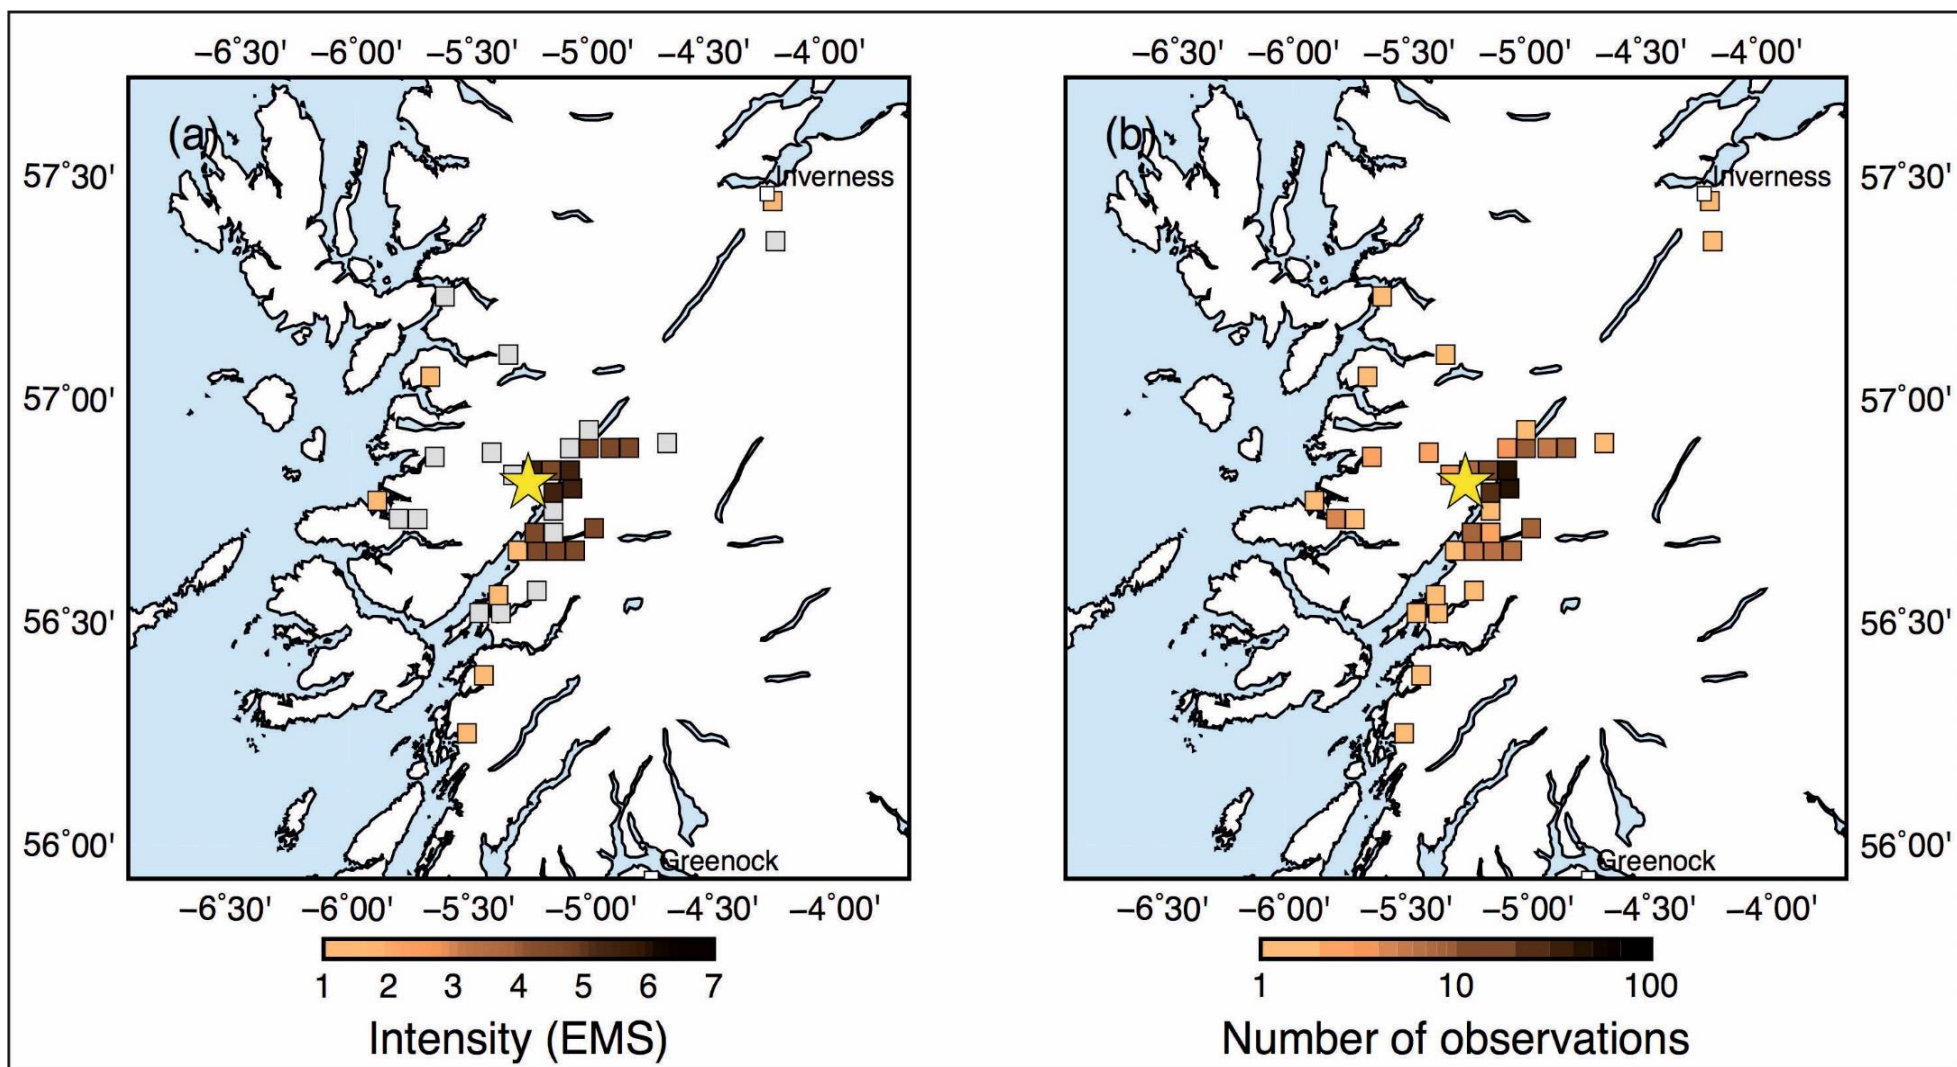 −6˚30' −6˚00' −5˚30' −5˚00' −4˚30' −4˚00' −6˚30' −6˚00' −5˚30' −5˚00' −4˚30' −4˚00'
(a) (b)
57˚30' Inverness Inverness 57˚30'
57˚00' 57˚00'
56˚30' 56˚30'
56˚00' Greenock Greenock 56˚00'
−6˚30' −6˚00' −5˚30' −5˚00' −4˚30' −4˚00' −6˚30' −6˚00' −5˚30' −5˚00' −4˚30' −4˚00'
1 2 3 4 5 6 7 1 10 100
Intensity (EMS) Number of observations